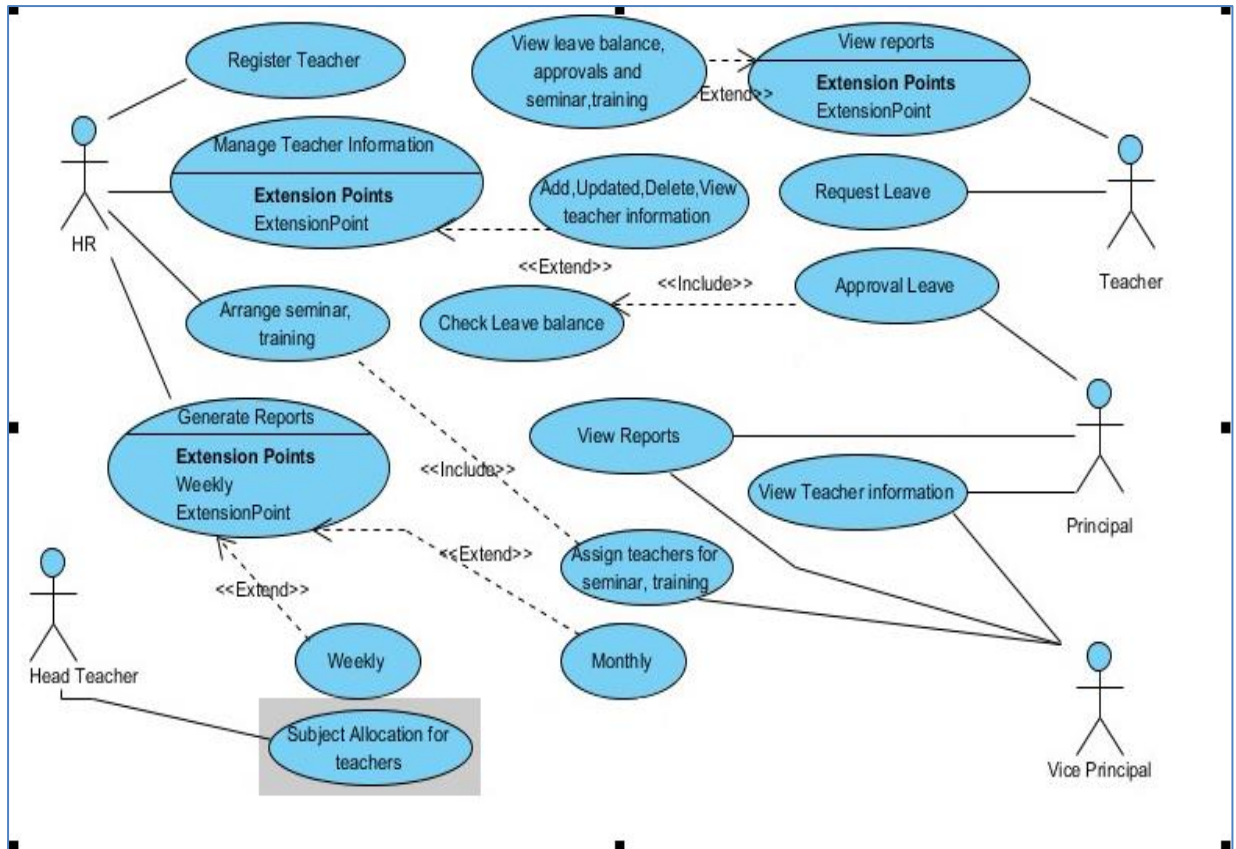 Register Teacher
View leave balance,
approvals and
seminar,training
<<Extend>>
View reports
Extension Points
ExtensionPoint
Manage Teacher Information
Extension Points
ExtensionPoint
HR
Add,Updated,Delete,View
teacher information
<<Extend>>
Request Leave
Teacher
Arrange seminar,
training
Check Leave balance
<<Include>>
Approval Leave
Generate Reports
Extension Points
Weekly
ExtensionPoint
<<Include>>
View Reports
View Teacher information
Principal
<<Extend>>
<<Extend>>
Assign teachers for
seminar, training
Head Teacher
Weekly
Monthly
Subject Allocation for
teachers
Vice Principal